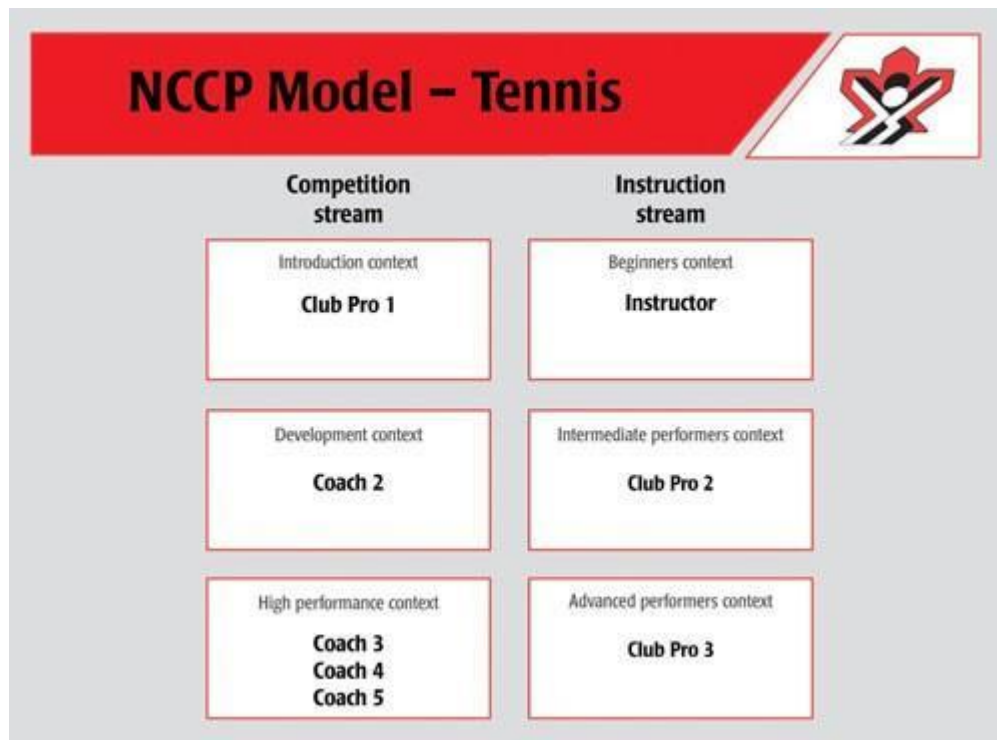 NCCP Model – Tennis
Competition
stream
Introduction context
Club Pro 1
Development context
Coach 2
High performance context
Coach 3
Coach 4
Coach 5
Instruction
stream
Beginners context
Instructor
Intermediate performers context
Club Pro 2
Advanced performers context
Club Pro 3